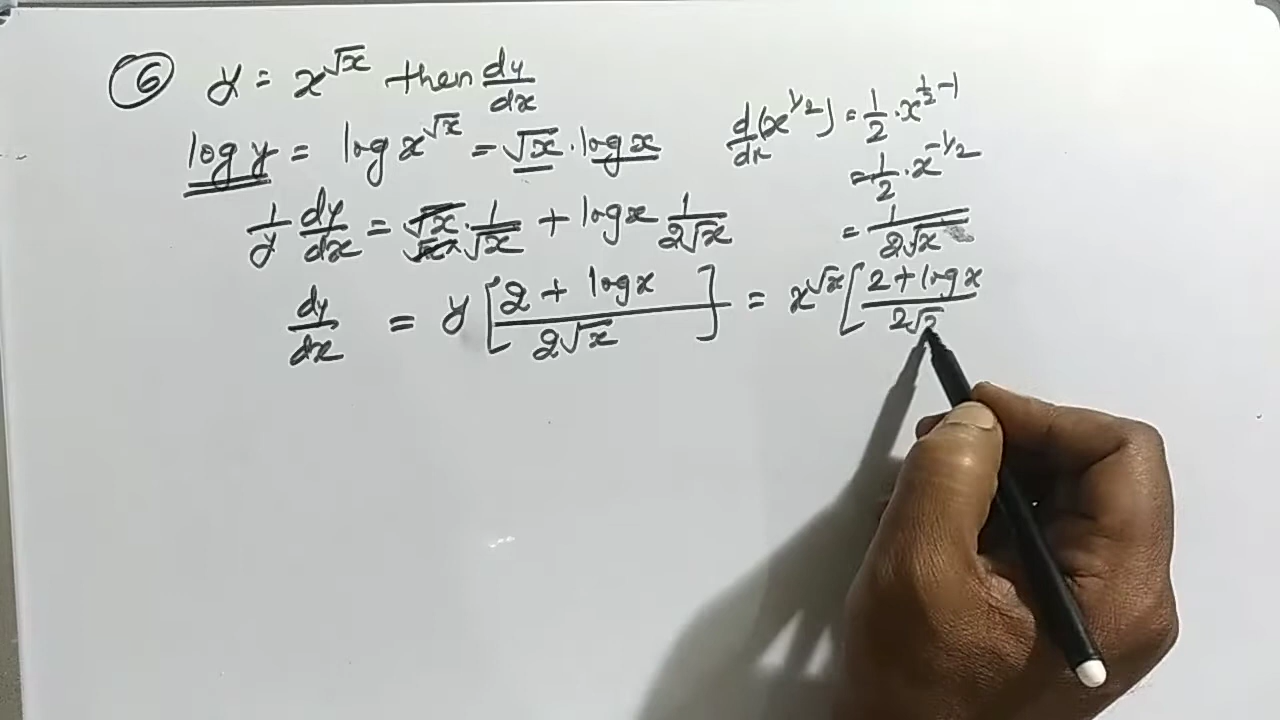 ⑥ y = x^√x then dy/dx
log y = log x^√x = √x · log x
1/y dy/dx = · 1/√x + log x 1/2√x
dy/dx = y [2 + log x / 2√x] = x^√x [2 + log x / 2√
d/dx (x^1/2) = 1/2 · x^1/2-1
= 1/2 · x^-1/2
= 1/2√x